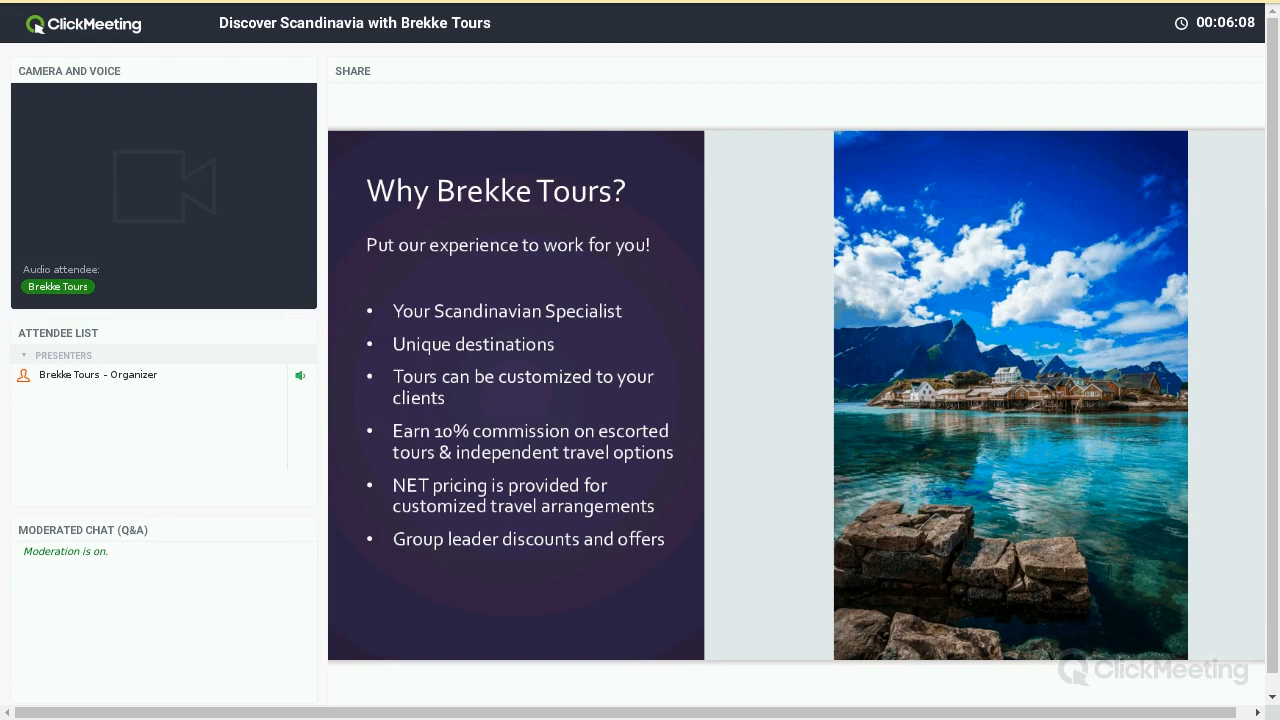 ClickMeeting
Discover Scandinavia with Brekke Tours
00:06:08
CAMERA AND VOICE
Audio attendee:
Brekke Tours
ATTENDEE LIST
PRESENTERS
Brekke Tours - Organizer
MODERATED CHAT (Q&A)
Moderation is on.
SHARE
Why Brekke Tours?
Put our experience to work for you!
• Your Scandinavian Specialist
• Unique destinations
• Tours can be customized to your
clients
• Earn 10% commission on escorted
tours & independent travel options
• NET pricing is provided for
customized travel arrangements
• Group leader discounts and offers
ClickMeeting